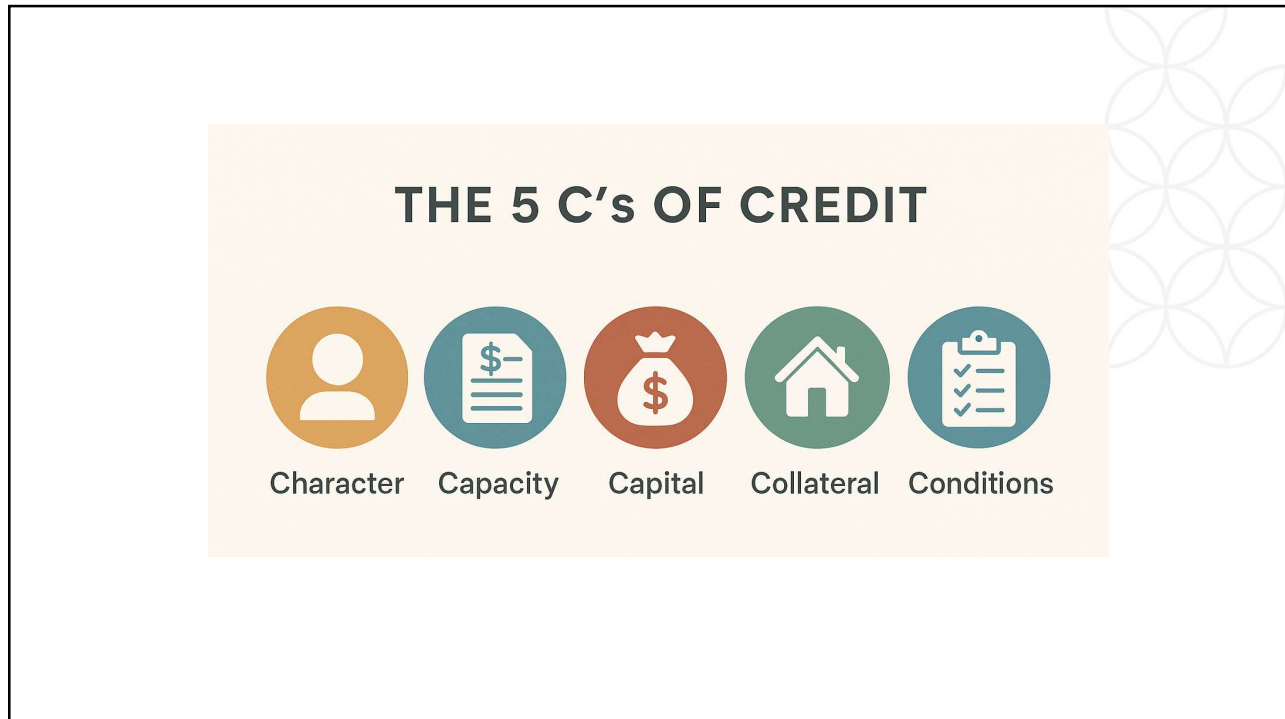 THE 5 C’s OF CREDIT
$
$
Character Capacity Capital Collateral Conditions